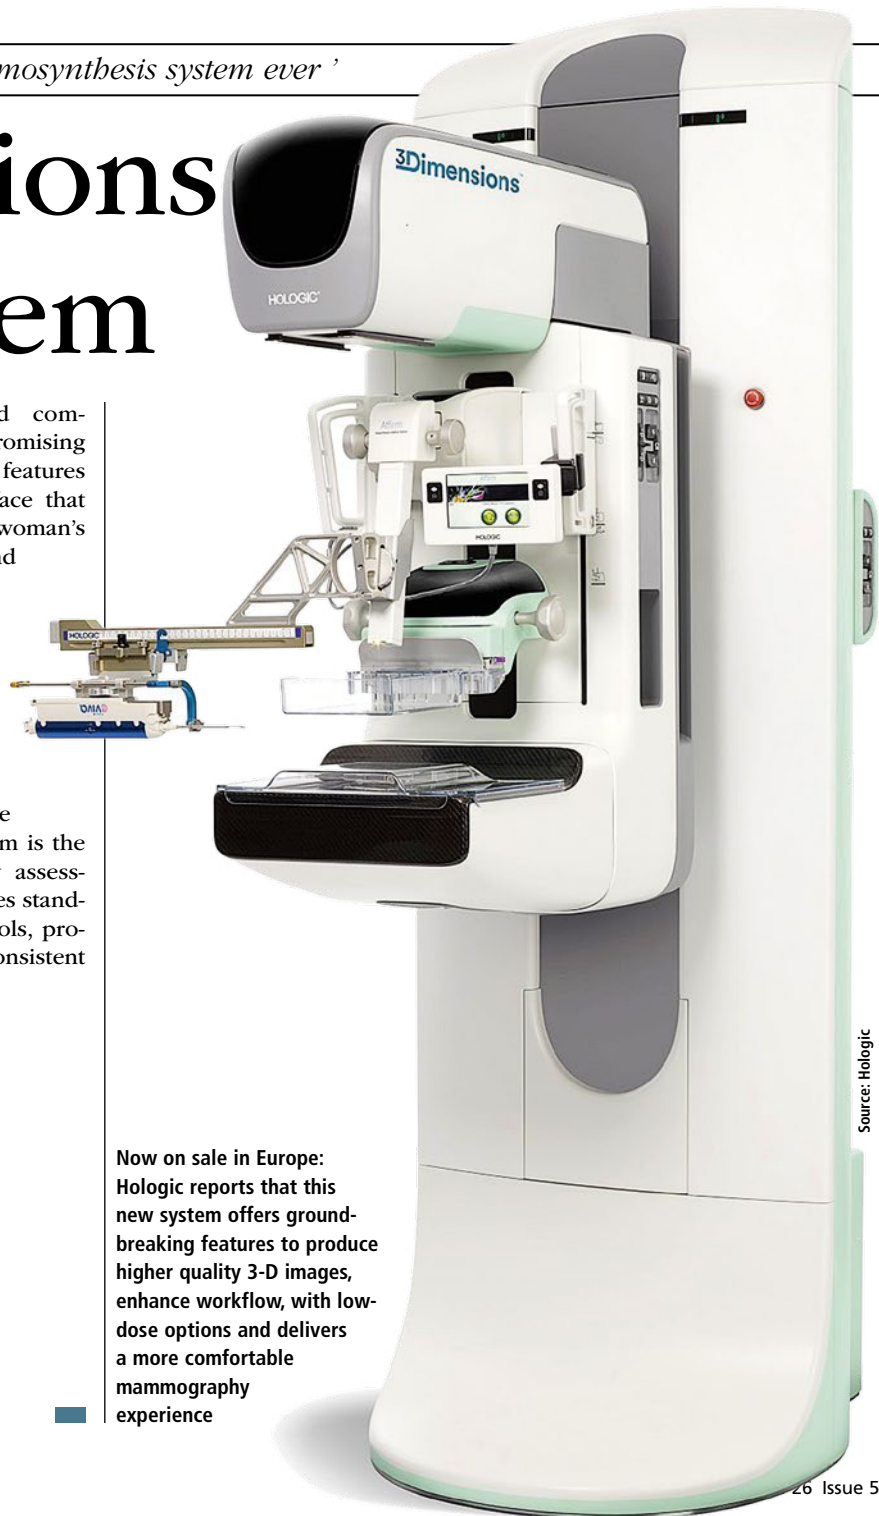 mosynthesis system ever ’
ions
em
d com-
romising
features
ace that
woman’s
nd
e
m is the
assess-
es stand-
ols, pro-
onsistent
3Dimensions™
HOLOGIC®
Affirm
HOLOGIC
HOLOGIC
Now on sale in Europe:
Hologic reports that this
new system offers ground-
breaking features to produce
higher quality 3-D images,
enhance workflow, with low-
dose options and delivers
a more comfortable
mammography
experience
Source: Hologic
26 Issue 5